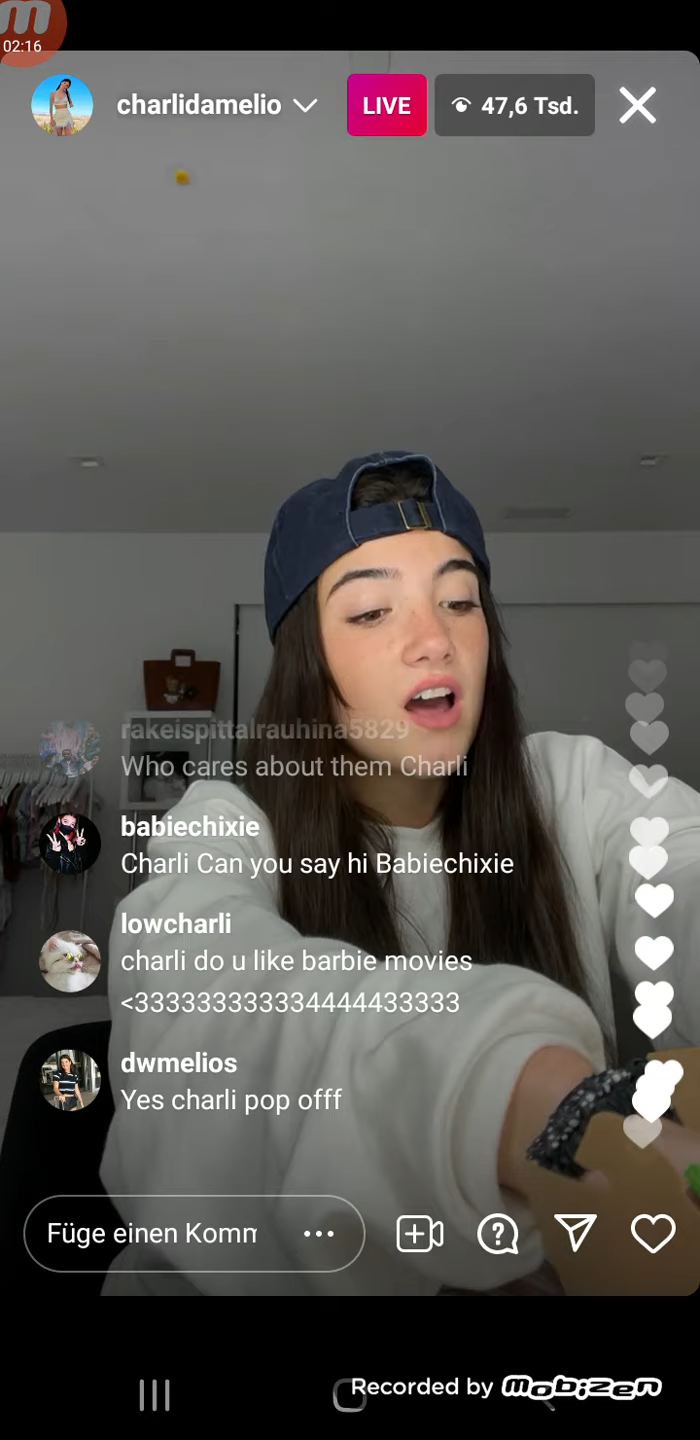 02:16
charlidamelio
LIVE
47,6 Tsd.
rakeispittalrauhina5829
Who cares about them Charli
babiechixie
Charli Can you say hi Babiechixie
lowcharli
charli do u like barbie movies
<333333333334444433333
dwmelios
Yes charli pop offf
Füge einen Komm
Recorded by Mobizen